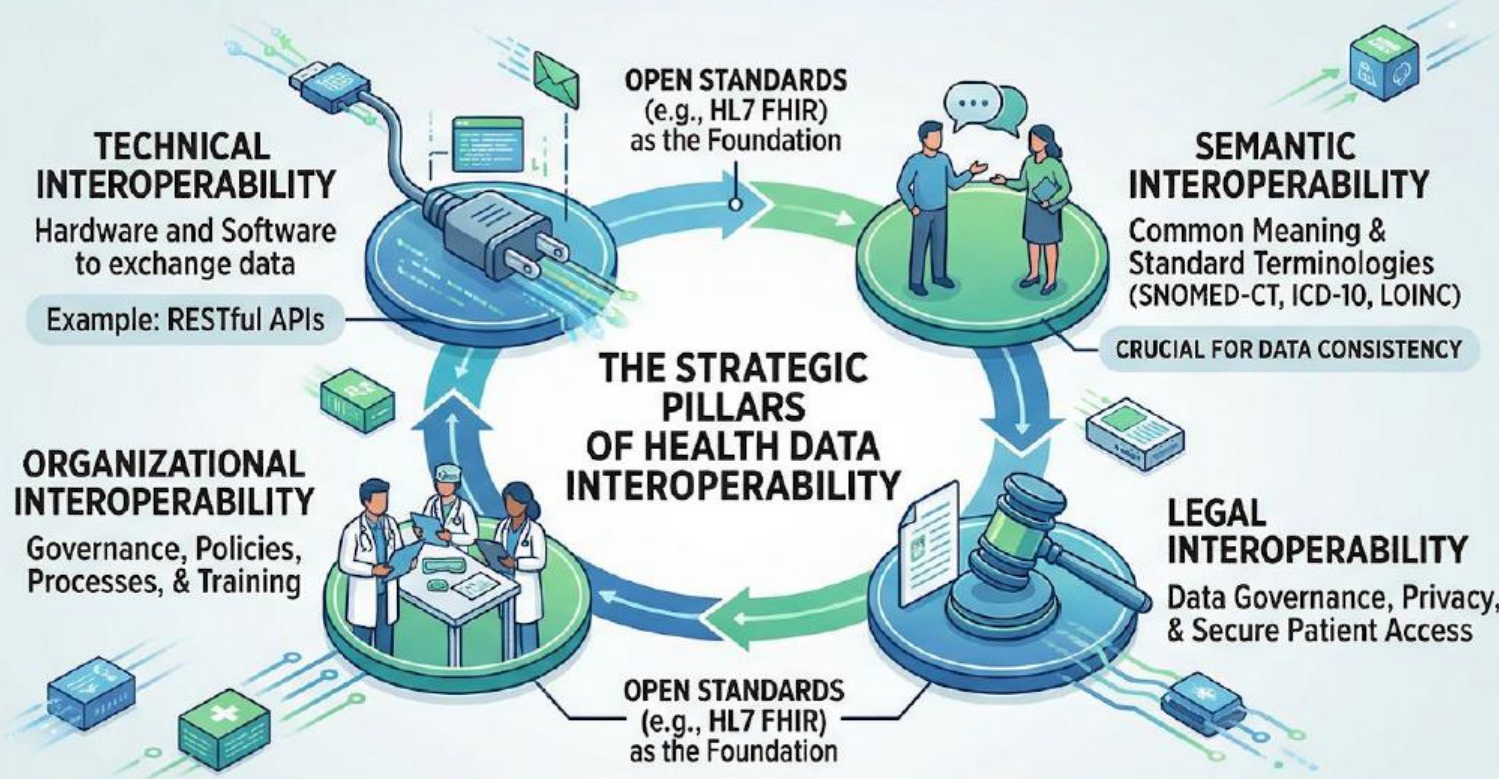 OPEN STANDARDS
(e.g., HL7 FHIR)
as the Foundation
TECHNICAL
INTEROPERABILITY
Hardware and Software
to exchange data
Example: RESTful APIs
SEMANTIC
INTEROPERABILITY
Common Meaning &
Standard Terminologies
(SNOMED-CT, ICD-10, LOINC)
CRUCIAL FOR DATA CONSISTENCY
THE STRATEGIC
PILLARS
OF HEALTH DATA
INTEROPERABILITY
ORGANIZATIONAL
INTEROPERABILITY
Governance, Policies,
Processes, & Training
LEGAL
INTEROPERABILITY
Data Governance, Privacy,
& Secure Patient Access
OPEN STANDARDS
(e.g., HL7 FHIR)
as the Foundation